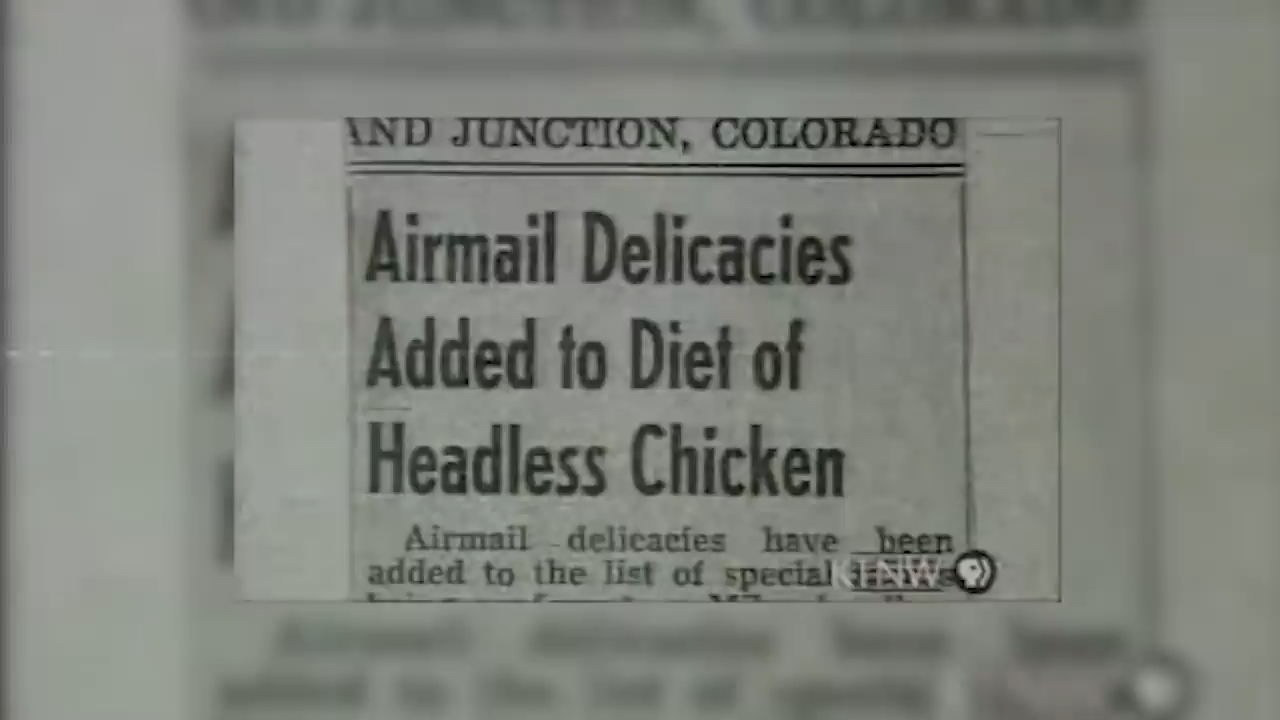 AND JUNCTION, COLORADO
Airmail Delicacies
Added to Diet of
Headless Chicken
Airmail delicacies have been
added to the list of special